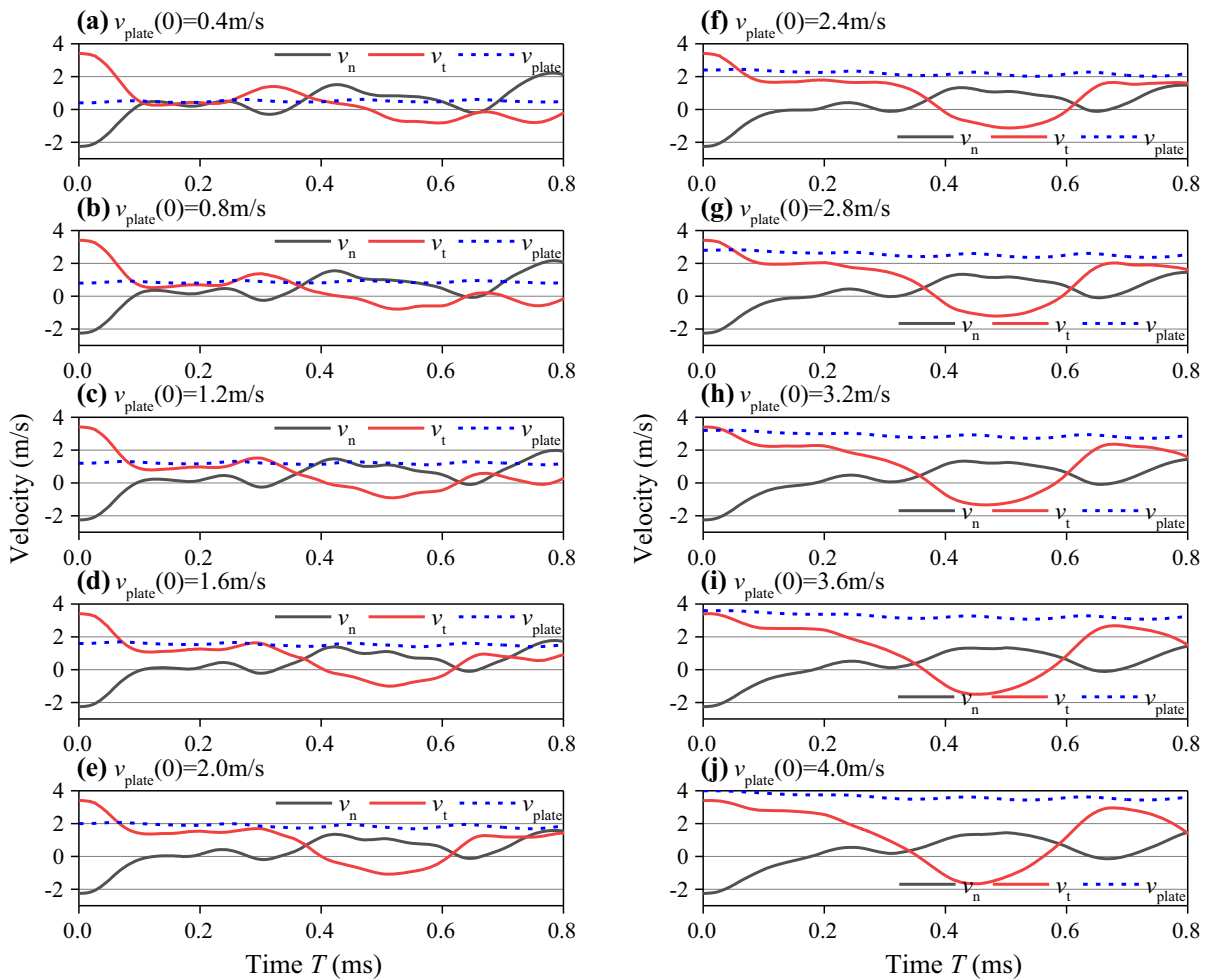 (a) vplate(0)=0.4m/s
vn vt vplate
4
2
0
-2
0.0 0.2 0.4 0.6 0.8
(b) vplate(0)=0.8m/s
vn vt vplate
4
2
0
-2
0.0 0.2 0.4 0.6 0.8
(c) vplate(0)=1.2m/s
vn vt vplate
4
2
0
-2
0.0 0.2 0.4 0.6 0.8
(d) vplate(0)=1.6m/s
vn vt vplate
4
2
0
-2
0.0 0.2 0.4 0.6 0.8
(e) vplate(0)=2.0m/s
vn vt vplate
4
2
0
-2
0.0 0.2 0.4 0.6 0.8
Velocity (m/s)
Time T (ms)
(f) vplate(0)=2.4m/s
4
2
0
-2
vn vt vplate
0.0 0.2 0.4 0.6 0.8
(g) vplate(0)=2.8m/s
4
2
0
-2
vn vt vplate
0.0 0.2 0.4 0.6 0.8
(h) vplate(0)=3.2m/s
4
2
0
-2
vn vt vplate
0.0 0.2 0.4 0.6 0.8
(i) vplate(0)=3.6m/s
4
2
0
-2
vn vt vplate
0.0 0.2 0.4 0.6 0.8
(j) vplate(0)=4.0m/s
4
2
0
-2
vn vt vplate
0.0 0.2 0.4 0.6 0.8
Velocity (m/s)
Time T (ms)